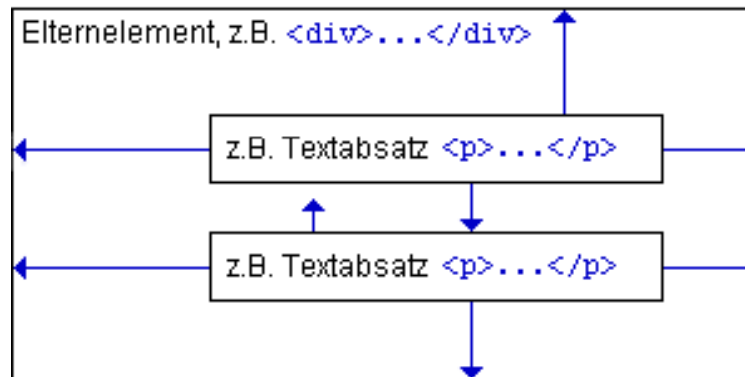 Elternelement, z.B. <div>...</div>
z.B. Textabsatz <p>...</p>
z.B. Textabsatz <p>...</p>